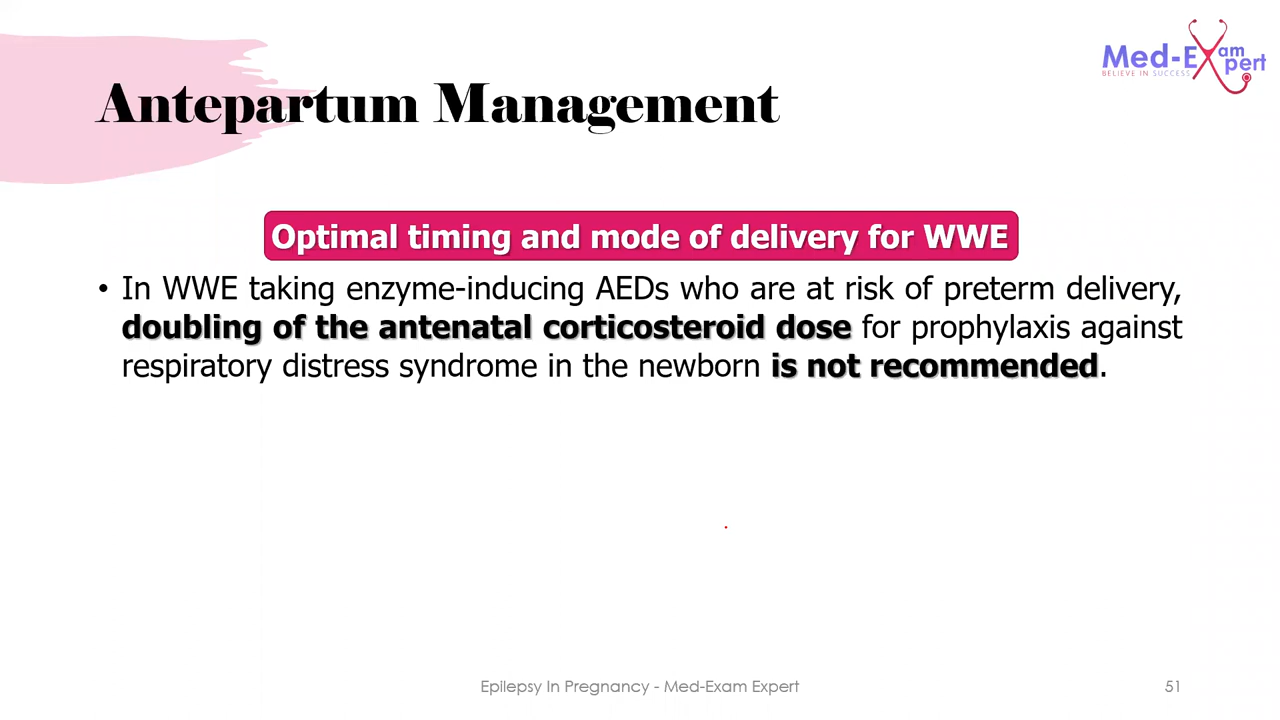 Med-Exam
Expert
BELIEVE IN SUCCESS
Antepartum Management
Optimal timing and mode of delivery for WWE
• In WWE taking enzyme-inducing AEDs who are at risk of preterm delivery,
doubling of the antenatal corticosteroid dose for prophylaxis against
respiratory distress syndrome in the newborn is not recommended.
Epilepsy In Pregnancy - Med-Exam Expert
51